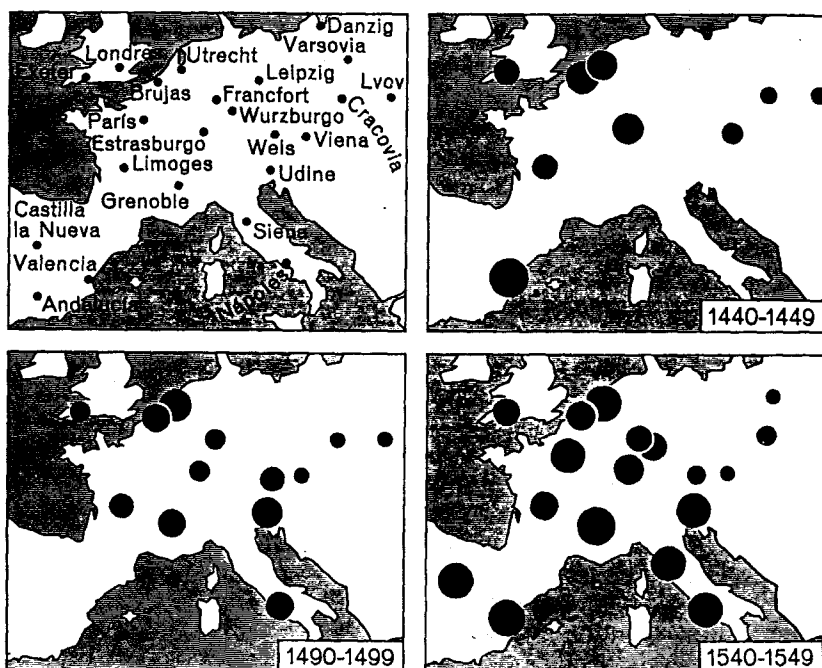 Danzig
Londres
Utrecht
Varsovia
Exeter
Leipzig
Lvov
Brujas
Francfort
Cracovia
París
Wurzburgo
Estrasburgo
Wels
Viena
Limoges
Udine
Grenoble
Castilla
la Nueva
Siena
Valencia
Nápoles
Andalucía
1440-1449
1490-1499
1540-1549